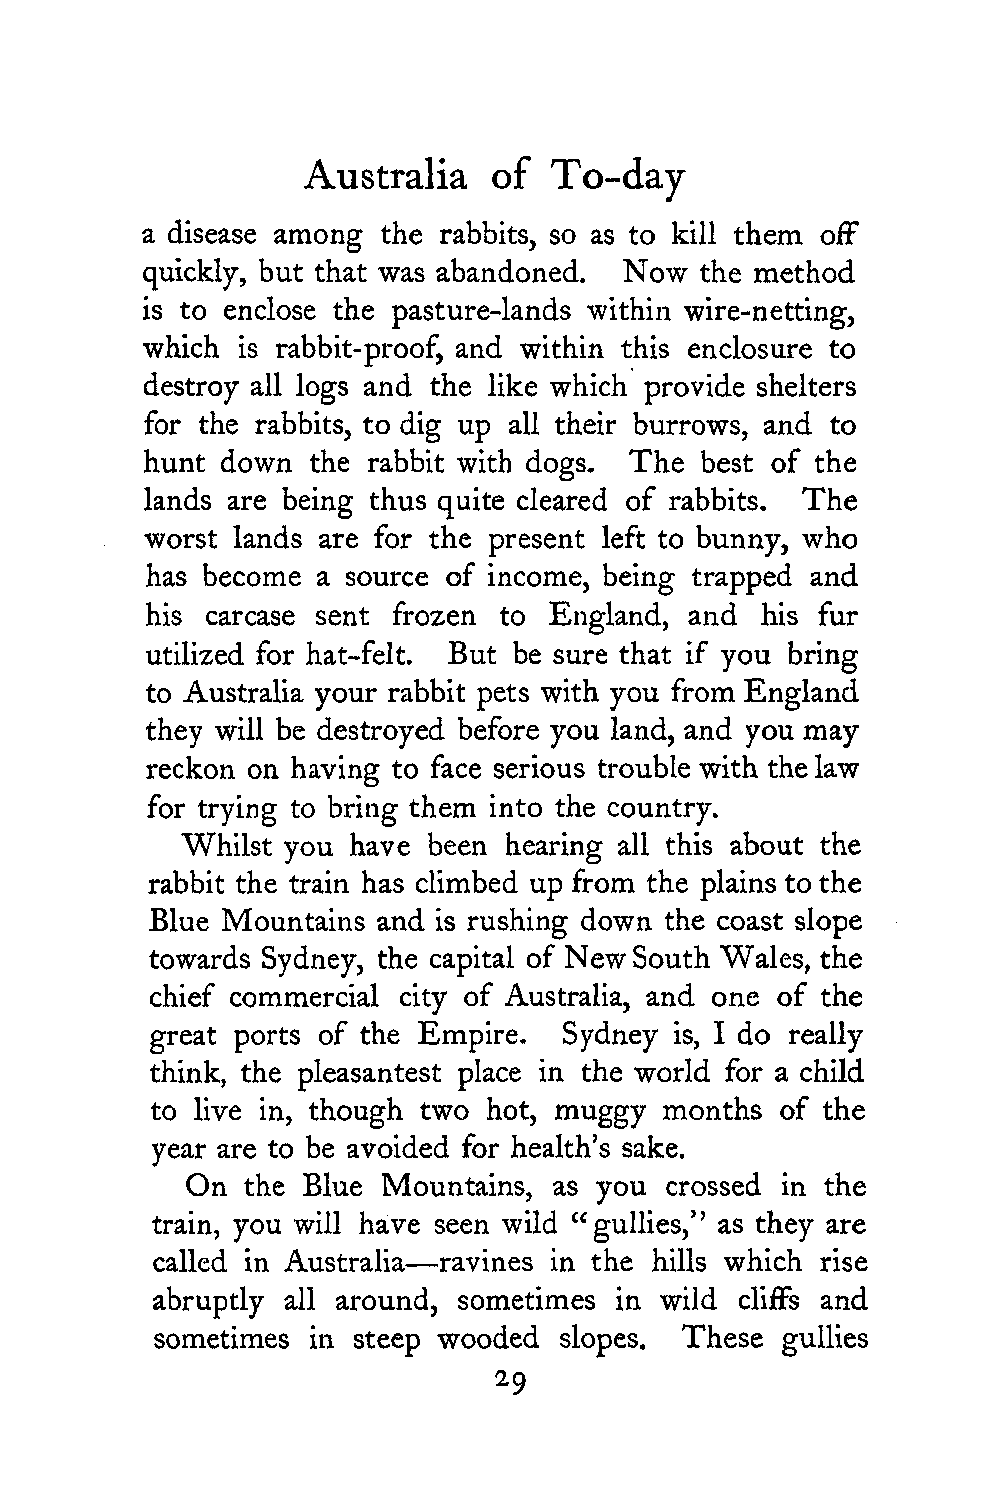 Australia of To-day
a disease among the rabbits, so as to kill them off
quickly, but that was abandoned. Now the method
is to enclose the pasture-lands within wire-netting,
which is rabbit-proof, and within this enclosure to
destroy all logs and the like which provide shelters
for the rabbits, to dig up all their burrows, and to
hunt down the rabbit with dogs. The best of the
lands are being thus quite cleared of rabbits. The
worst lands are for the present left to bunny, who
has become a source of income, being trapped and
his carcase sent frozen to England, and his fur
utilized for hat-felt. But be sure that if you bring
to Australia your rabbit pets with you from England
they will be destroyed before you land, and you may
reckon on having to face serious trouble with the law
for trying to bring them into the country.
Whilst you have been hearing all this about the
rabbit the train has climbed up from the plains to the
Blue Mountains and is rushing down the coast slope
towards Sydney, the capital of New South Wales, the
chief commercial city of Australia, and one of the
great ports of the Empire. Sydney is, I do really
think, the pleasantest place in the world for a child
to live in, though two hot, muggy months of the
year are to be avoided for health's sake.
On the Blue Mountains, as you crossed in the
train, you will have seen wild "gullies," as they are
called in Australia—ravines in the hills which rise
abruptly all around, sometimes in wild cliffs and
sometimes in steep wooded slopes. These gullies
29